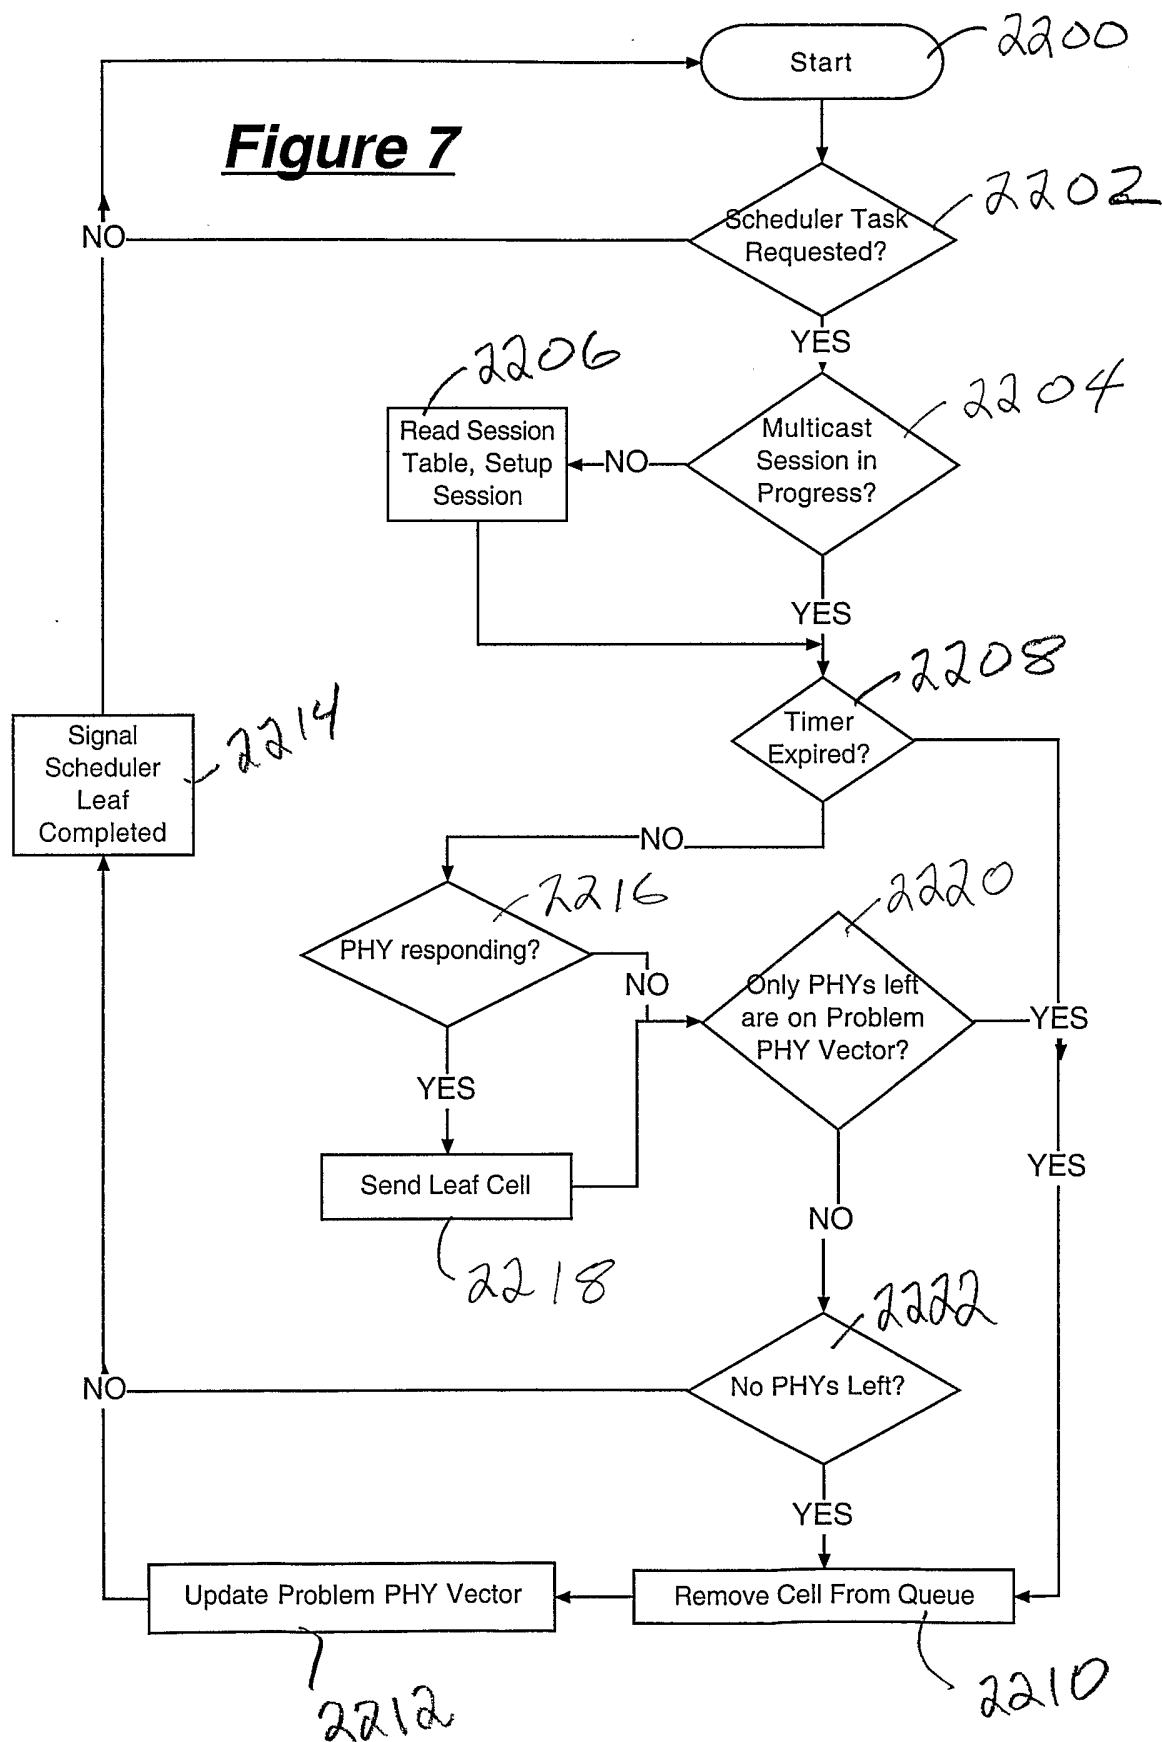 Start
2200
Figure 7
2202
Scheduler Task
Requested?
NO
YES
2206
2204
Read Session
Table, Setup
Session
NO
Multicast
Session in
Progress?
YES
2208
Timer
Expired?
2214
Signal
Scheduler
Leaf
Completed
NO
2216
2220
PHY responding?
NO
Only PHYs left
are on Problem
PHY Vector?
YES
YES
YES
Send Leaf Cell
NO
2218
2222
NO
No PHYs Left?
YES
Update Problem PHY Vector
Remove Cell From Queue
2212
2210